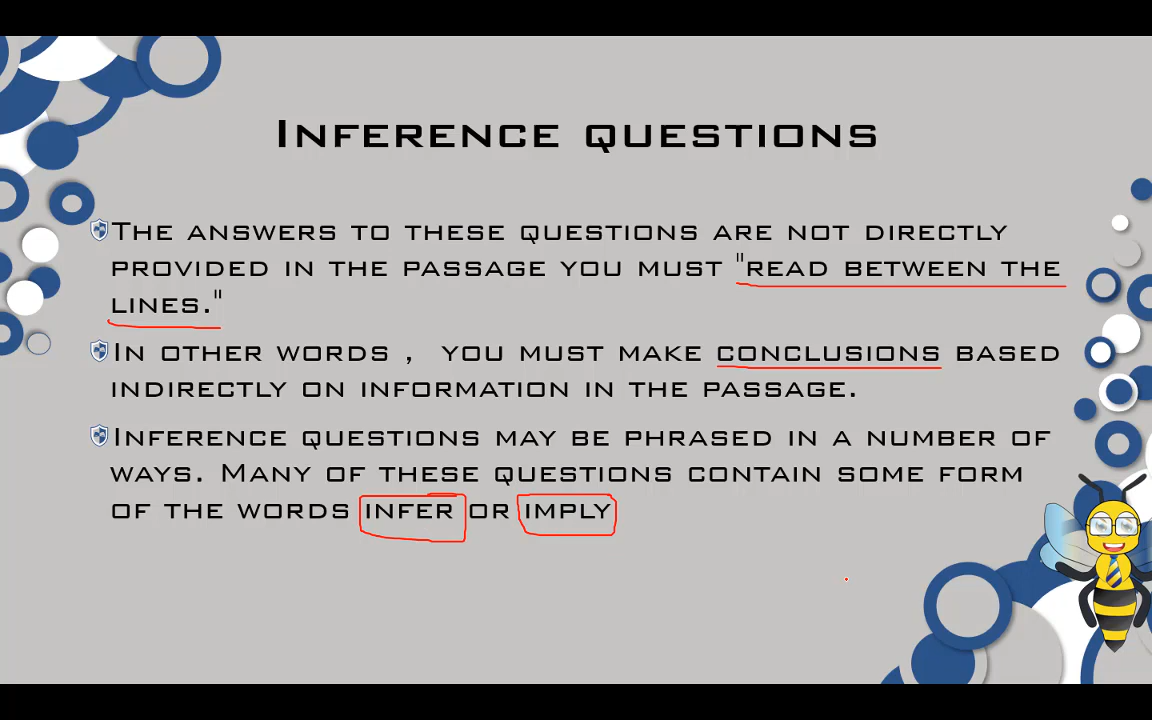 Inference questions
The answers to these questions are not directly
provided in the passage you must "read between the
lines."
In other words , you must make conclusions based
indirectly on information in the passage.
Inference questions may be phrased in a number of
ways. Many of these questions contain some form
of the words infer or imply